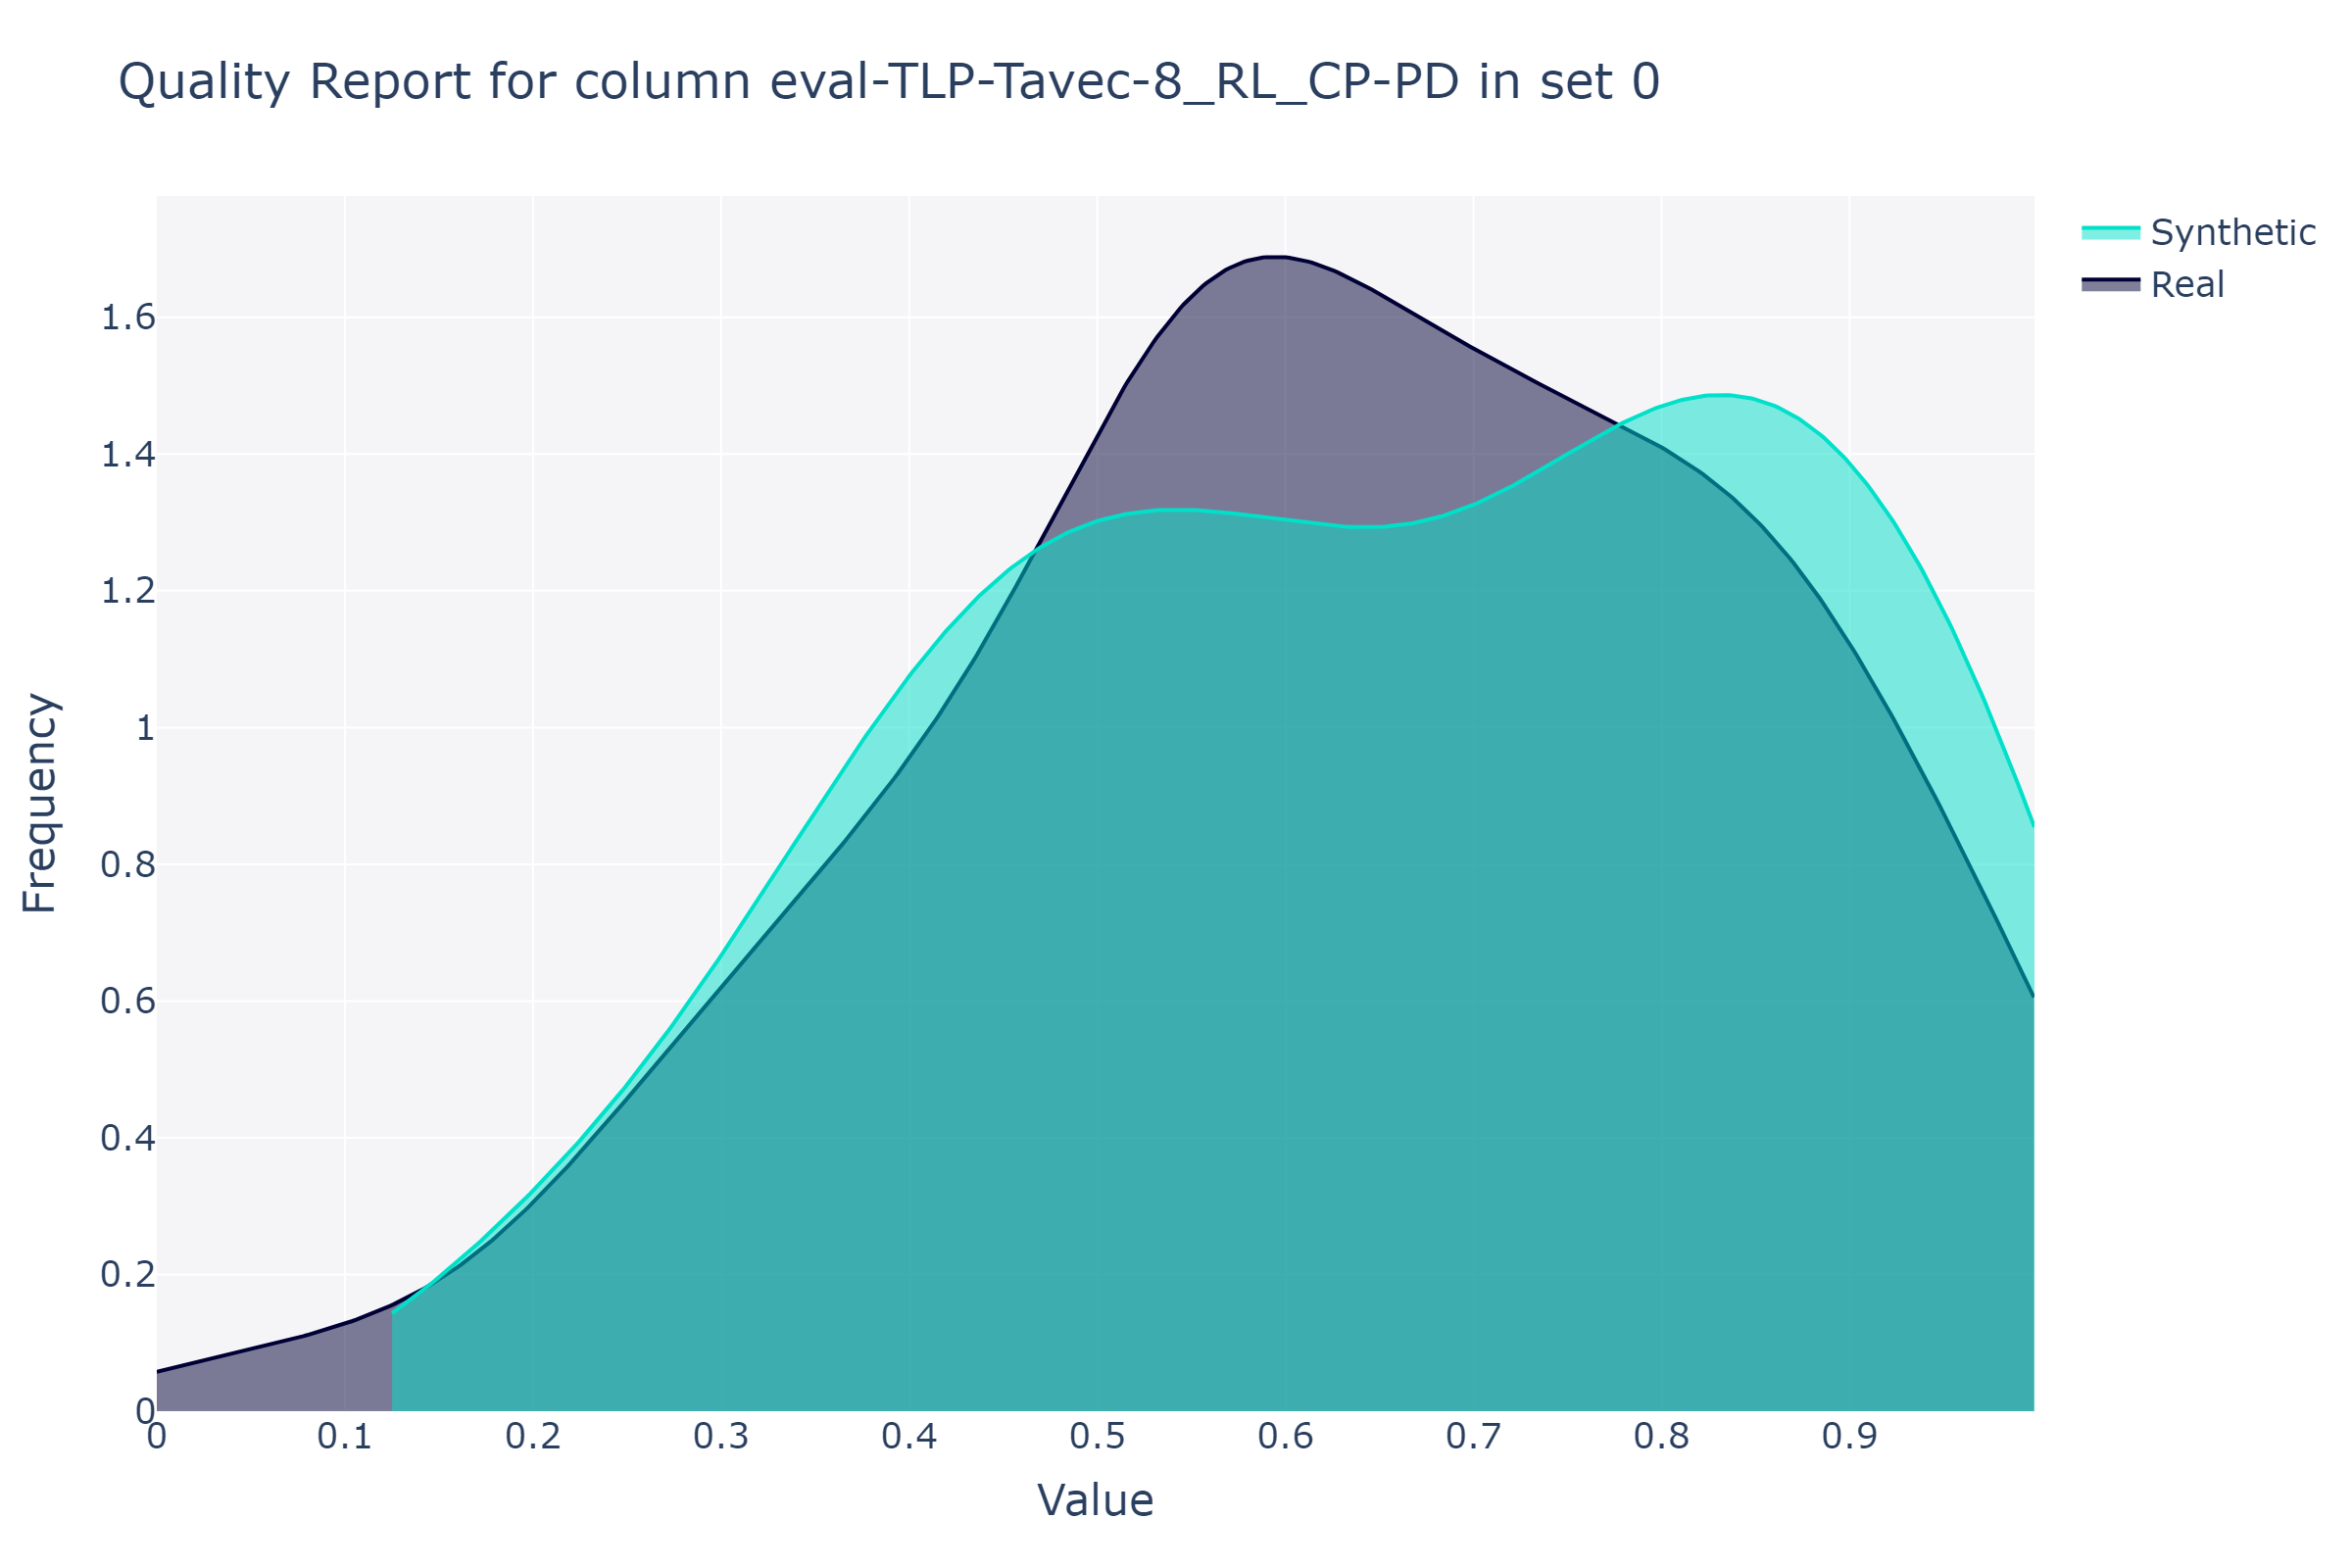 Quality Report for column eval-TLP-Tavec-8_RL_CP-PD in set 0
Synthetic
Real
Frequency
1.6
1.4
1.2
1
0.8
0.6
0.4
0.2
0
0 0.1 0.2 0.3 0.4 0.5 0.6 0.7 0.8 0.9
Value